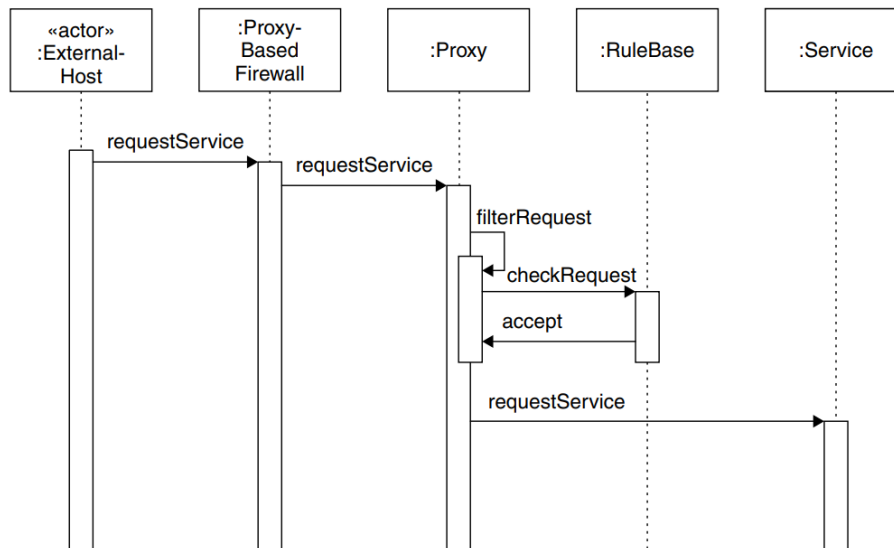 «actor»
:External-
Host
:Proxy-
Based
Firewall
:Proxy
:RuleBase
:Service
requestService
requestService
filterRequest
checkRequest
accept
requestService